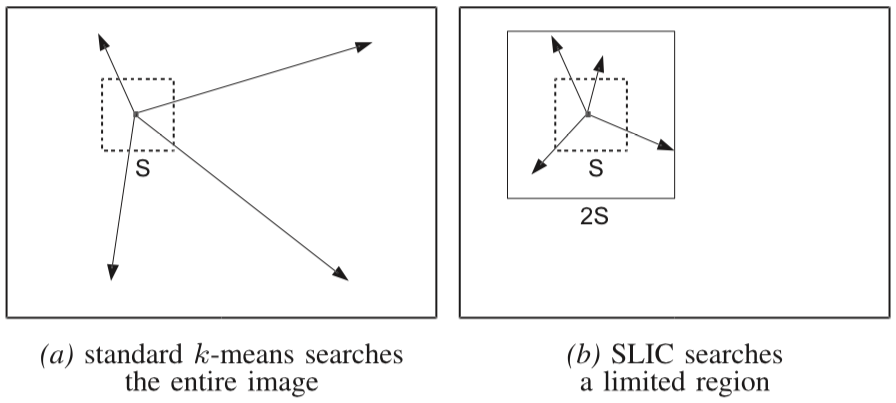 S
S
2S
(a) standard k-means searches
the entire image
(b) SLIC searches
a limited region